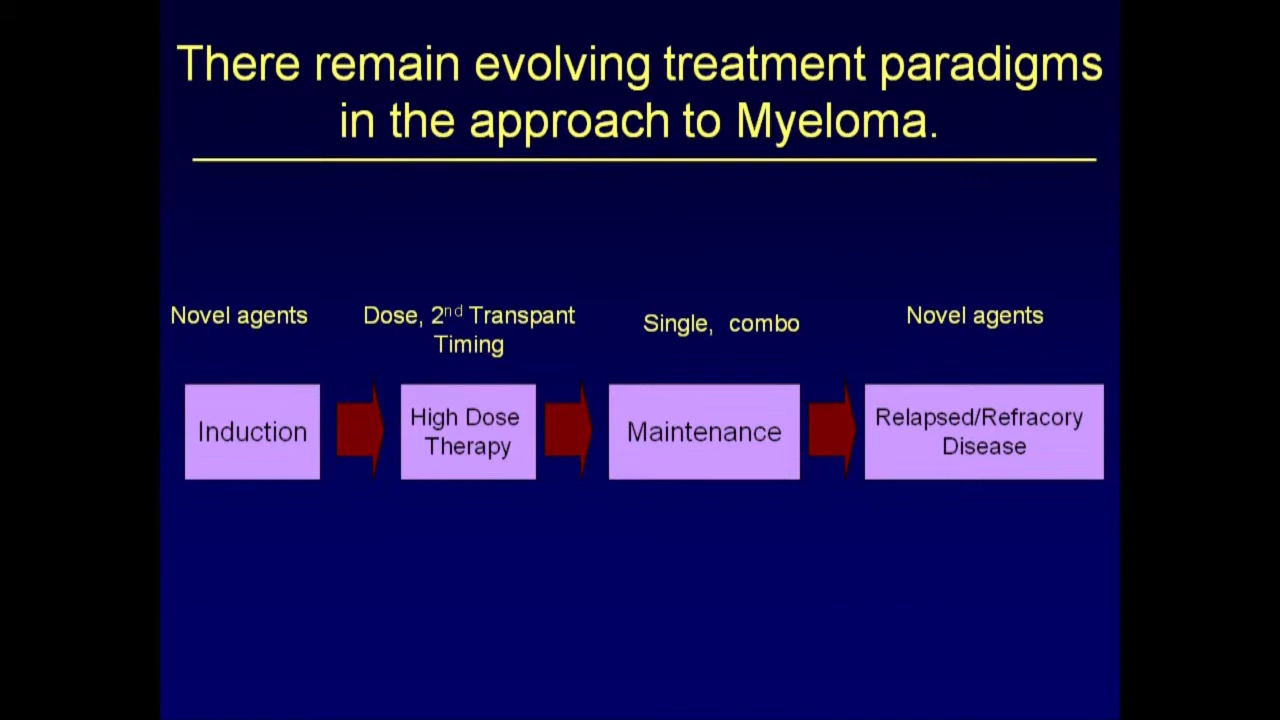 There remain evolving treatment paradigms
in the approach to Myeloma.
Novel agents
Dose, 2nd Transpant
Timing
Single, combo
Novel agents
Induction
High Dose
Therapy
Maintenance
Relapsed/Refracory
Disease